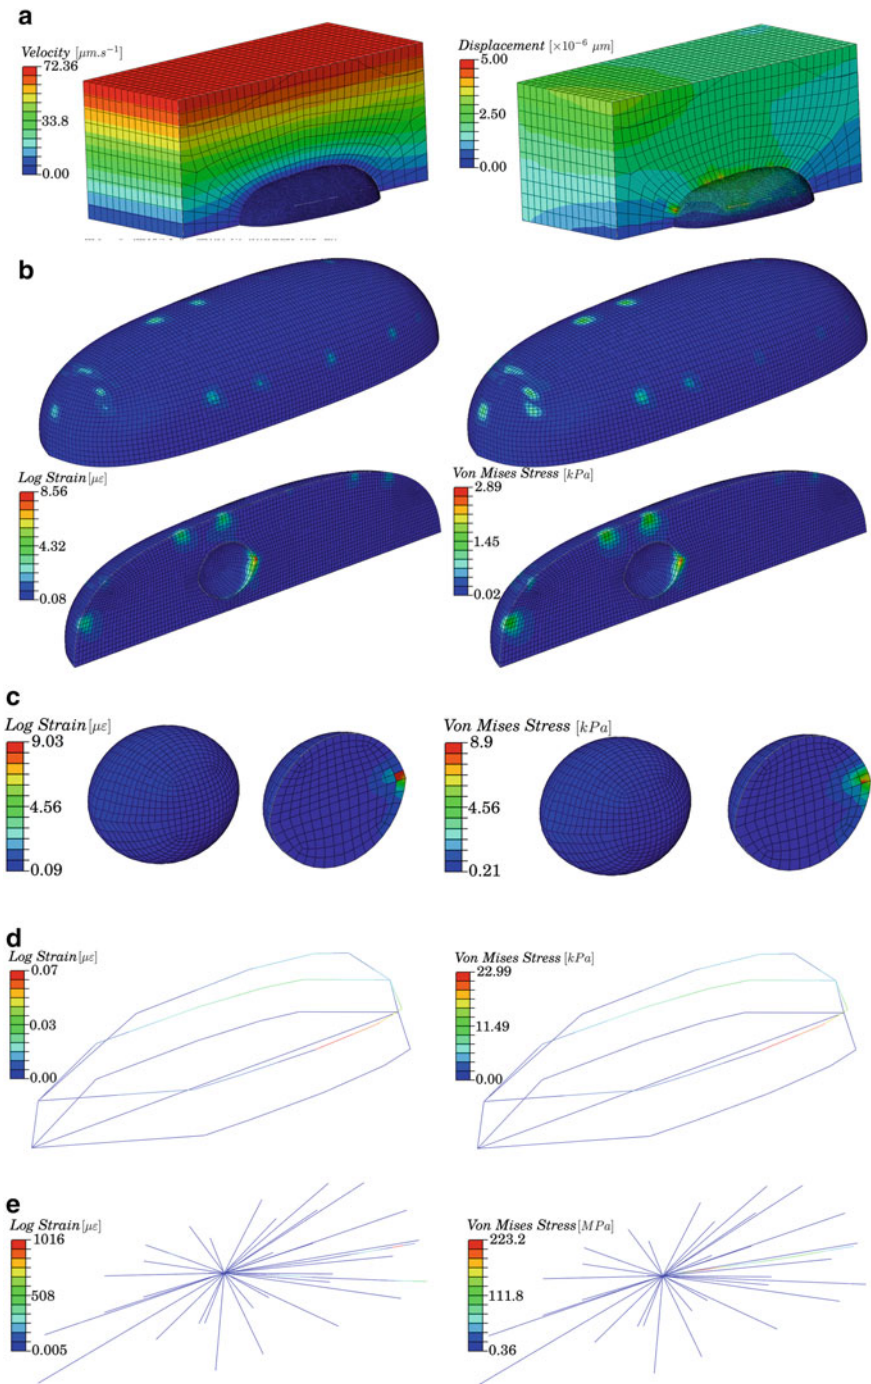 a
Velocity [μm.s⁻¹]
72.36
33.8
0.00
Displacement [×10⁻⁶ μm]
5.00
2.50
0.00
b
Log Strain [με]
8.56
4.32
0.08
Von Mises Stress [kPa]
2.89
1.45
0.02
c
Log Strain [με]
9.03
4.56
0.09
Von Mises Stress [kPa]
8.9
4.56
0.21
d
Log Strain [με]
0.07
0.03
0.00
Von Mises Stress [kPa]
22.99
11.49
0.00
e
Log Strain [με]
1016
508
0.005
Von Mises Stress [MPa]
223.2
111.8
0.36